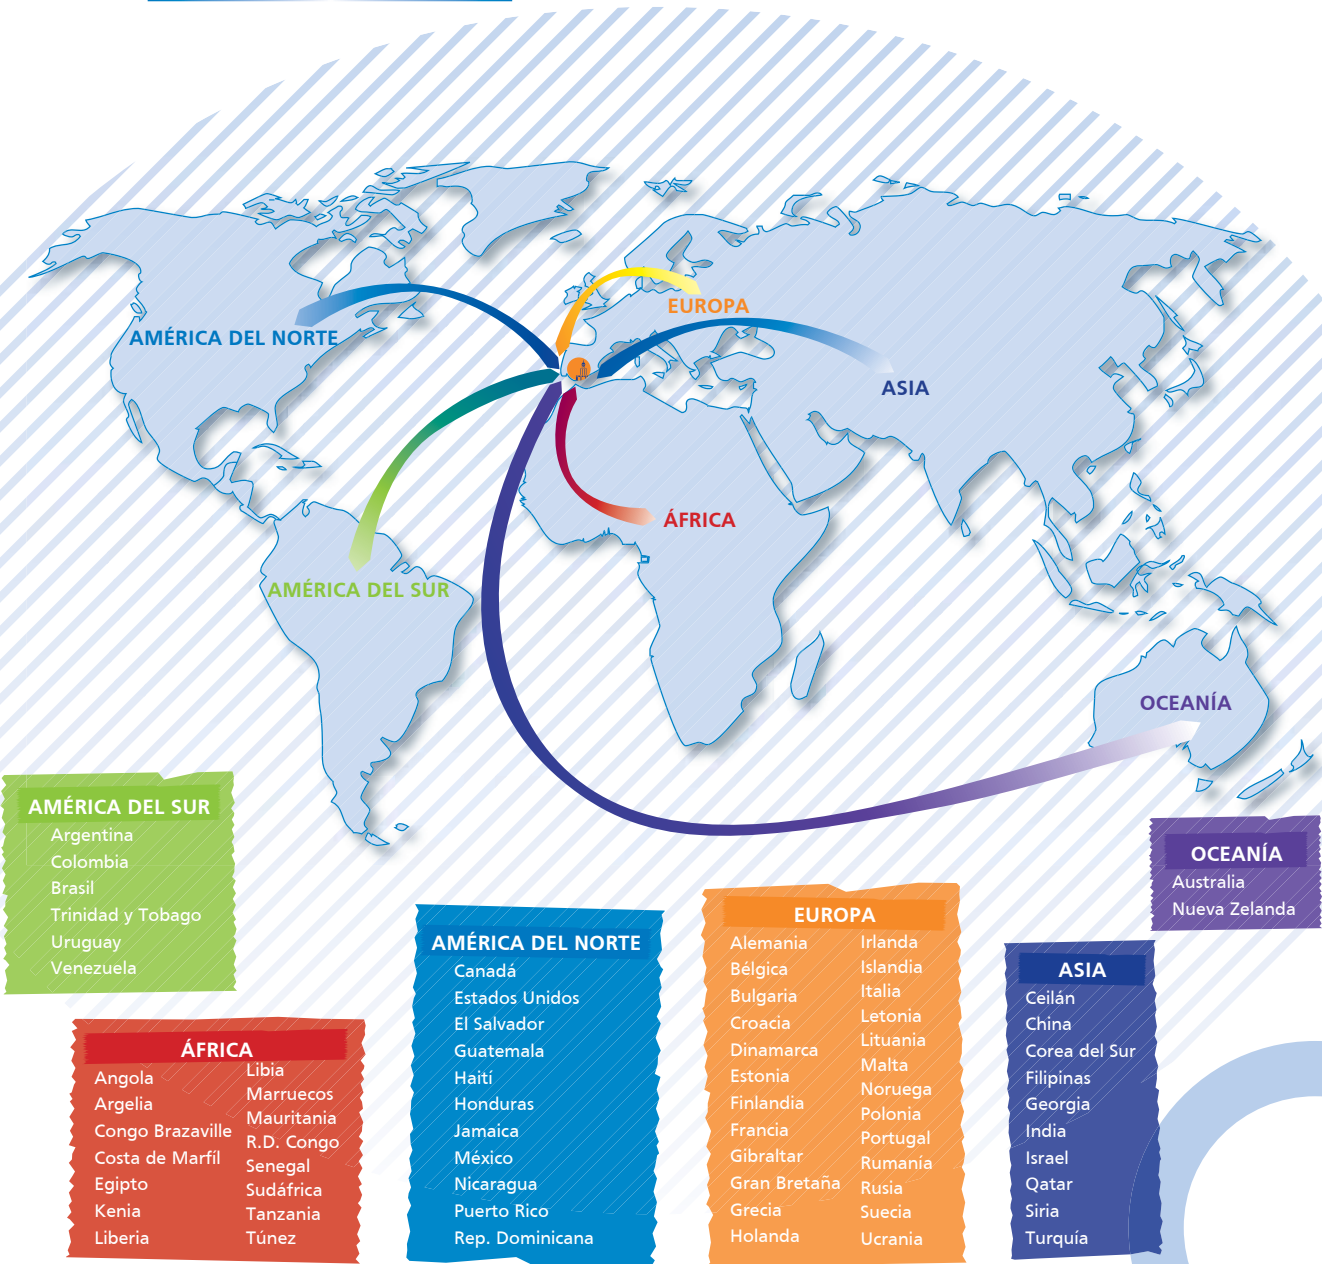 EUROPA
AMÉRICA DEL NORTE
ASIA
ÁFRICA
AMÉRICA DEL SUR
OCEANÍA
AMÉRICA DEL SUR
Argentina
Colombia
Brasil
Trinidad y Tobago
Uruguay
Venezuela
ÁFRICA
Angola
Argelia
Congo Brazaville
Costa de Marfíl
Egipto
Kenia
Liberia
Libia
Marruecos
Mauritania
R.D. Congo
Senegal
Sudáfrica
Tanzania
Túnez
AMÉRICA DEL NORTE
Canadá
Estados Unidos
El Salvador
Guatemala
Haití
Honduras
Jamaica
México
Nicaragua
Puerto Rico
Rep. Dominicana
EUROPA
Alemania
Bélgica
Bulgaria
Croacia
Dinamarca
Estonia
Finlandia
Francia
Gibraltar
Gran Bretaña
Grecia
Holanda
Irlanda
Islandia
Italia
Letonia
Lituania
Malta
Noruega
Polonia
Portugal
Rumanía
Rusia
Suecia
Ucrania
ASIA
Ceilán
China
Corea del Sur
Filipinas
Georgia
India
Israel
Qatar
Siria
Turquía
OCEANÍA
Australia
Nueva Zelanda